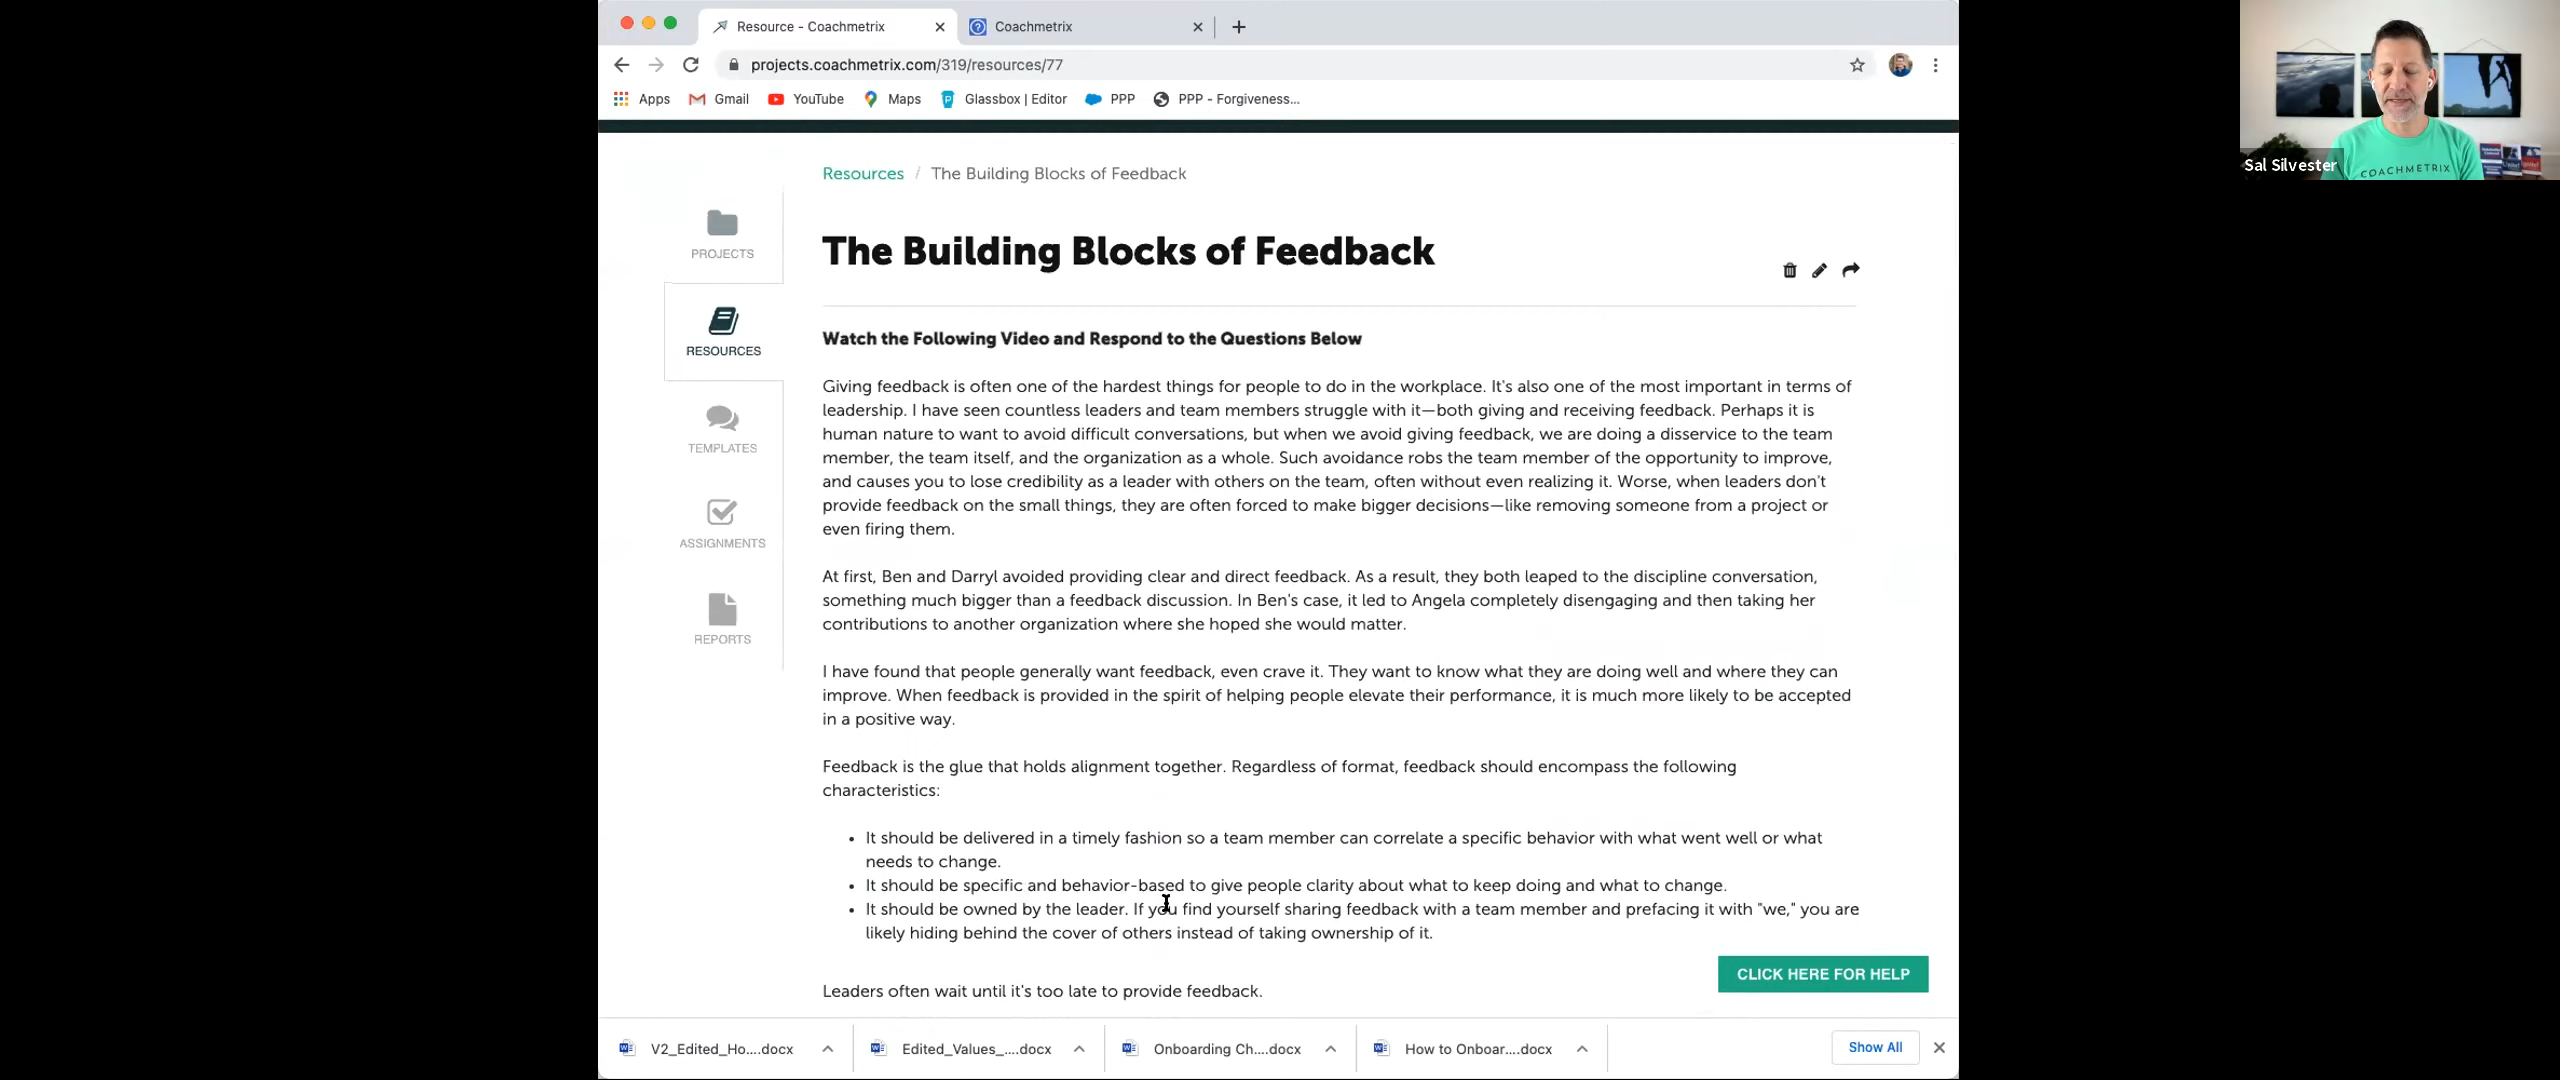 Resource - Coachmetrix
Coachmetrix
projects.coachmetrix.com/319/resources/77
Apps
Gmail
YouTube
Maps
Glassbox | Editor
PPP
PPP - Forgiveness...
Sal Silvester
COACHMETRIX
Resources / The Building Blocks of Feedback
PROJECTS
RESOURCES
TEMPLATES
ASSIGNMENTS
REPORTS
The Building Blocks of Feedback
Watch the Following Video and Respond to the Questions Below
Giving feedback is often one of the hardest things for people to do in the workplace. It's also one of the most important in terms of
leadership. I have seen countless leaders and team members struggle with it—both giving and receiving feedback. Perhaps it is
human nature to want to avoid difficult conversations, but when we avoid giving feedback, we are doing a disservice to the team
member, the team itself, and the organization as a whole. Such avoidance robs the team member of the opportunity to improve,
and causes you to lose credibility as a leader with others on the team, often without even realizing it. Worse, when leaders don't
provide feedback on the small things, they are often forced to make bigger decisions—like removing someone from a project or
even firing them.
At first, Ben and Darryl avoided providing clear and direct feedback. As a result, they both leaped to the discipline conversation,
something much bigger than a feedback discussion. In Ben's case, it led to Angela completely disengaging and then taking her
contributions to another organization where she hoped she would matter.
I have found that people generally want feedback, even crave it. They want to know what they are doing well and where they can
improve. When feedback is provided in the spirit of helping people elevate their performance, it is much more likely to be accepted
in a positive way.
Feedback is the glue that holds alignment together. Regardless of format, feedback should encompass the following
characteristics:
• It should be delivered in a timely fashion so a team member can correlate a specific behavior with what went well or what
needs to change.
• It should be specific and behavior-based to give people clarity about what to keep doing and what to change.
• It should be owned by the leader. If you find yourself sharing feedback with a team member and prefacing it with "we," you are
likely hiding behind the cover of others instead of taking ownership of it.
Leaders often wait until it's too late to provide feedback.
CLICK HERE FOR HELP
V2_Edited_Ho....docx
Edited_Values_....docx
Onboarding Ch....docx
How to Onboar....docx
Show All